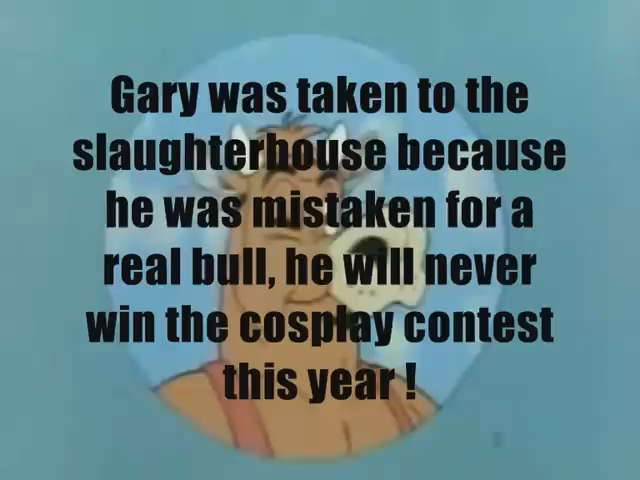 Gary was taken to the
slaughterhouse because
he was mistaken for a
real bull, he will never
win the cosplay contest
this year !